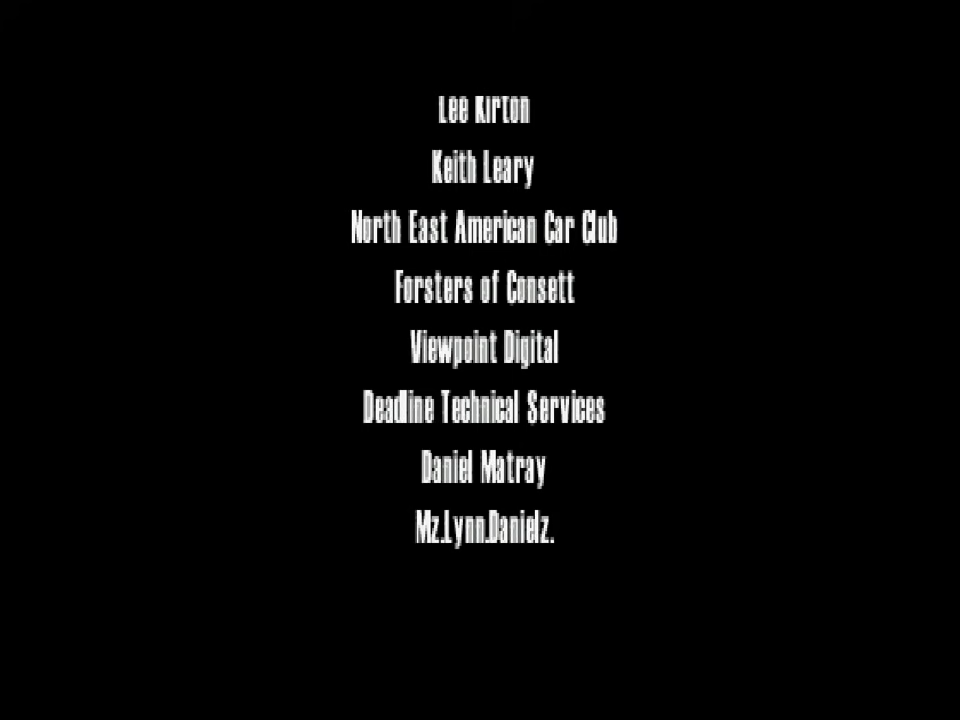 Lee Kirton
Keith Leary
North East American Car Club
Forsters of Consett
Viewpoint Digital
Deadline Technical Services
Daniel Matray
Mz.Lynn.Danielz.